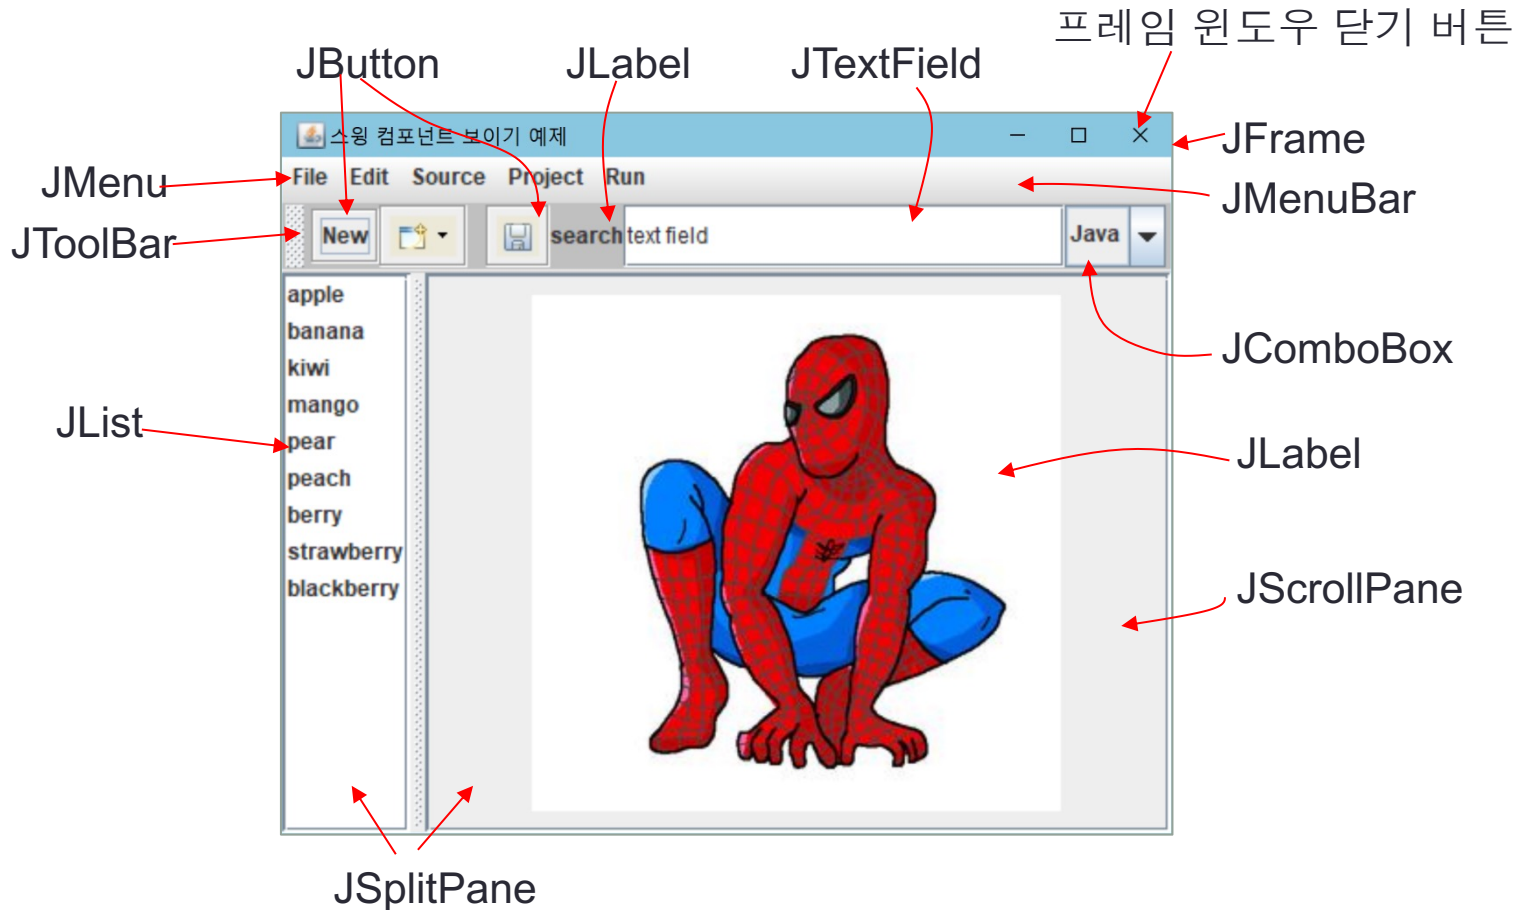 프레임 윈도우 닫기 버튼
JButton
JLabel
JTextField
스윙 컴포넌트 보이기 예제
JFrame
JMenu
File Edit Source Project Run
JMenuBar
JToolBar
New
search
text field
Java
apple
banana
kiwi
mango
pear
peach
berry
strawberry
blackberry
JComboBox
JList
JLabel
JScrollPane
JSplitPane